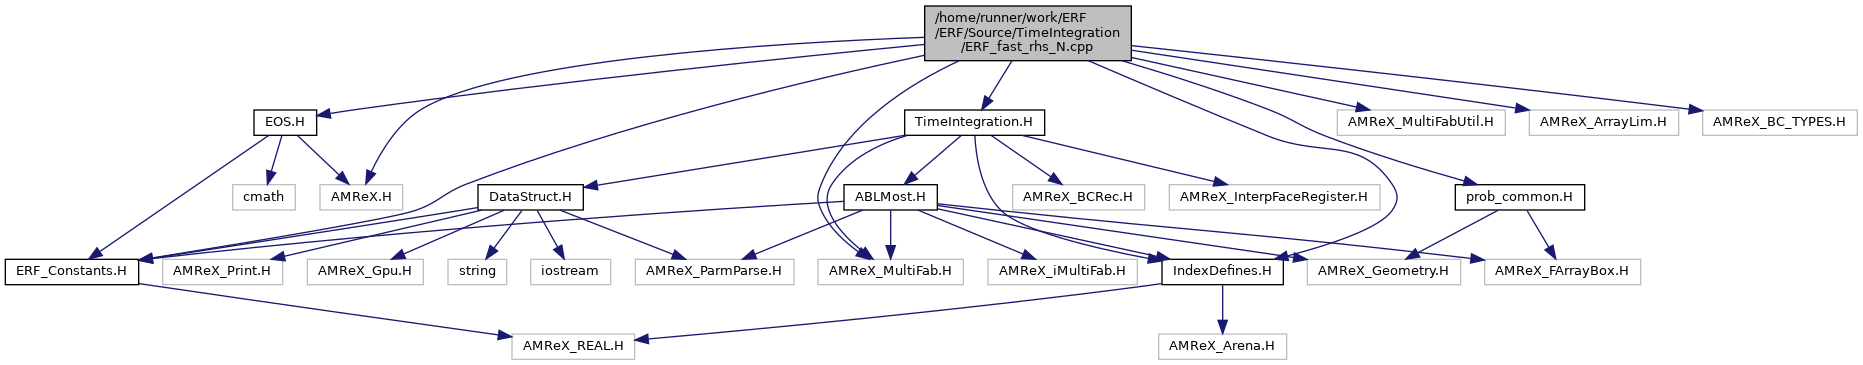 /home/runner/work/ERF
/ERF/Source/TimeIntegration
/ERF_fast_rhs_N.cpp
EOS.H
TimeIntegration.H
AMReX_MultiFabUtil.H
AMReX_ArrayLim.H
AMReX_BC_TYPES.H
cmath
AMReX.H
DataStruct.H
ABLMost.H
AMReX_BCRec.H
AMReX_InterpFaceRegister.H
prob_common.H
ERF_Constants.H
AMReX_Print.H
AMReX_Gpu.H
string
iostream
AMReX_ParmParse.H
AMReX_MultiFab.H
AMReX_iMultiFab.H
IndexDefines.H
AMReX_Geometry.H
AMReX_FArrayBox.H
AMReX_REAL.H
AMReX_Arena.H